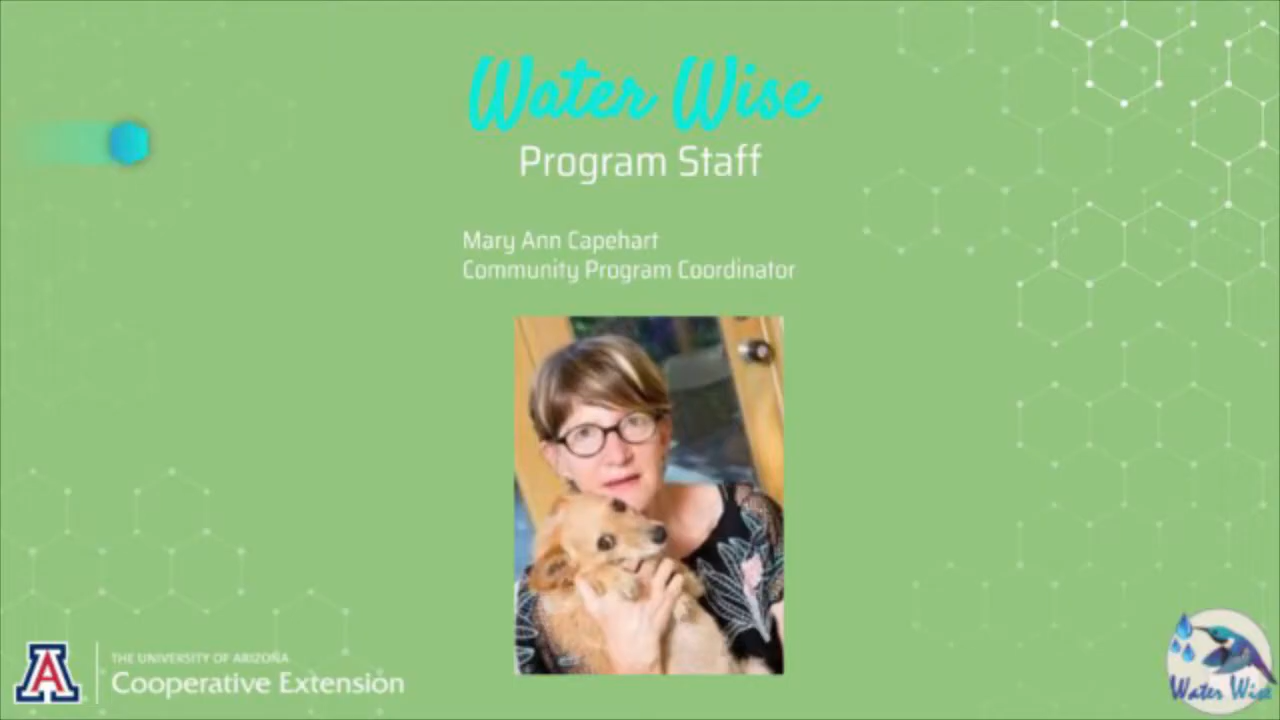 Water Wise
Program Staff
Mary Ann Capehart
Community Program Coordinator
A
THE UNIVERSITY OF ARIZONA
Cooperative Extension
Water Wise